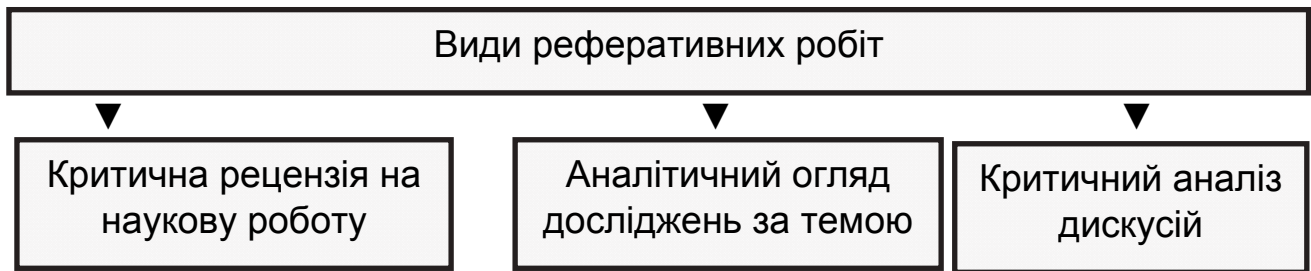 Види реферативних робіт
Критична рецензія на
наукову роботу
Аналітичний огляд
досліджень за темою
Критичний аналіз
дискусій